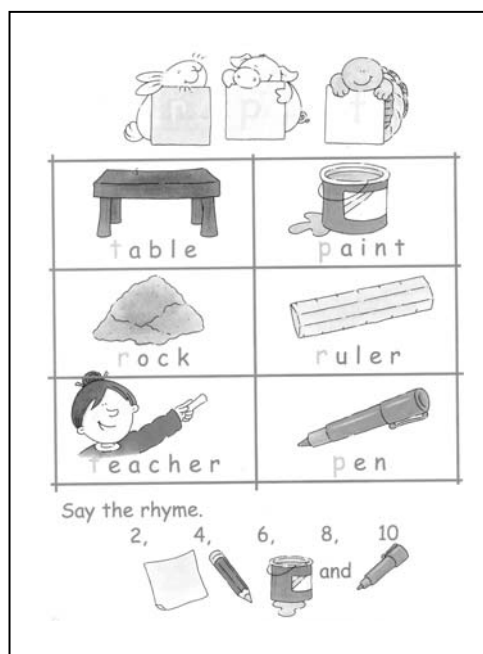 r p t
table paint
rock ruler
teacher pen
Say the rhyme.
2, 4, 6, 8, 10
and